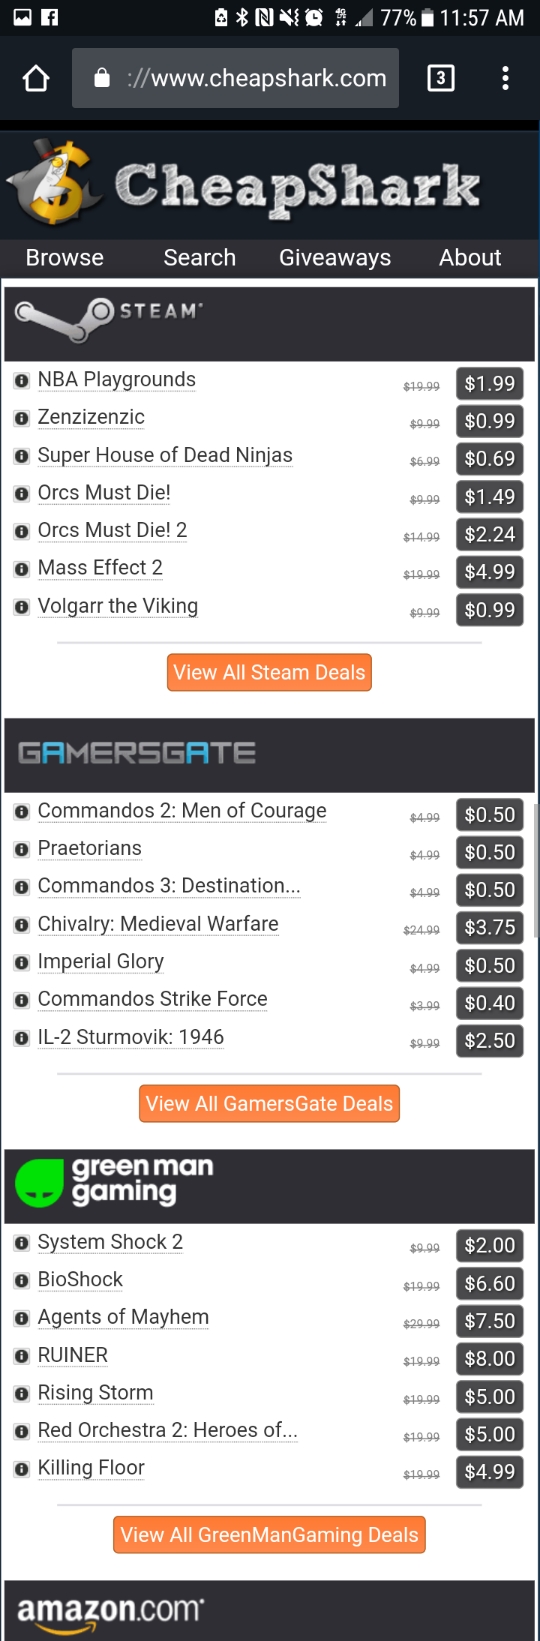 77% 11:57 AM
://www.cheapshark.com 3
CheapShark
Browse Search Giveaways About
STEAM
NBA Playgrounds $19.99 $1.99
Zenzizenzic $9.99 $0.99
Super House of Dead Ninjas $6.99 $0.69
Orcs Must Die! $9.99 $1.49
Orcs Must Die! 2 $14.99 $2.24
Mass Effect 2 $19.99 $4.99
Volgarr the Viking $9.99 $0.99
View All Steam Deals
GAMERSGATE
Commandos 2: Men of Courage $4.99 $0.50
Praetorians $4.99 $0.50
Commandos 3: Destination... $4.99 $0.50
Chivalry: Medieval Warfare $24.99 $3.75
Imperial Glory $4.99 $0.50
Commandos Strike Force $3.99 $0.40
IL-2 Sturmovik: 1946 $9.99 $2.50
View All GamersGate Deals
green man
gaming
System Shock 2 $9.99 $2.00
BioShock $19.99 $6.60
Agents of Mayhem $29.99 $7.50
RUINER $19.99 $8.00
Rising Storm $19.99 $5.00
Red Orchestra 2: Heroes of... $19.99 $5.00
Killing Floor $19.99 $4.99
View All GreenManGaming Deals
amazon.com